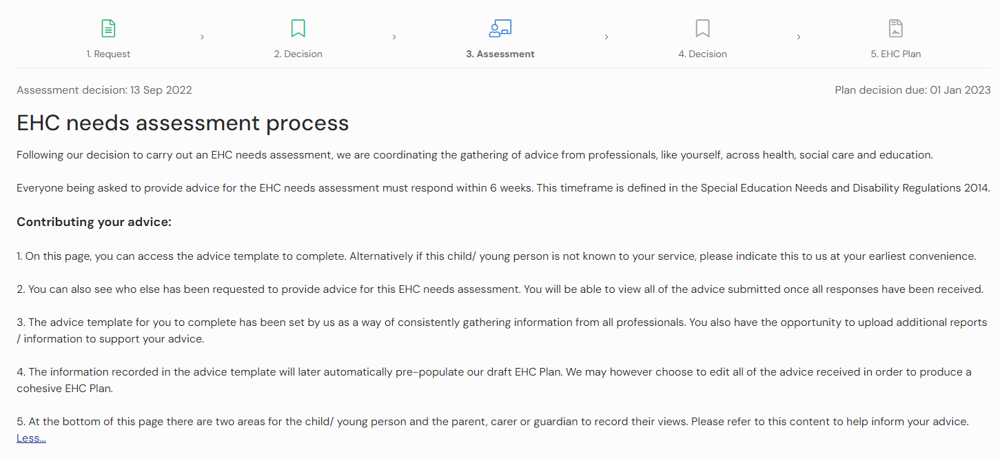 1. Request
2. Decision
3. Assessment
4. Decision
5. EHC Plan
Assessment decision: 13 Sep 2022
Plan decision due: 01 Jan 2023
EHC needs assessment process
Following our decision to carry out an EHC needs assessment, we are coordinating the gathering of advice from professionals, like yourself, across health, social care and education.
Everyone being asked to provide advice for the EHC needs assessment must respond within 6 weeks. This timeframe is defined in the Special Education Needs and Disability Regulations 2014.
Contributing your advice:
1. On this page, you can access the advice template to complete. Alternatively if this child/ young person is not known to your service, please indicate this to us at your earliest convenience.
2. You can also see who else has been requested to provide advice for this EHC needs assessment. You will be able to view all of the advice submitted once all responses have been received.
3. The advice template for you to complete has been set by us as a way of consistently gathering information from all professionals. You also have the opportunity to upload additional reports
/ information to support your advice.
4. The information recorded in the advice template will later automatically pre-populate our draft EHC Plan. We may however choose to edit all of the advice received in order to produce a
cohesive EHC Plan.
5. At the bottom of this page there are two areas for the child/ young person and the parent, carer or guardian to record their views. Please refer to this content to help inform your advice.
Less...